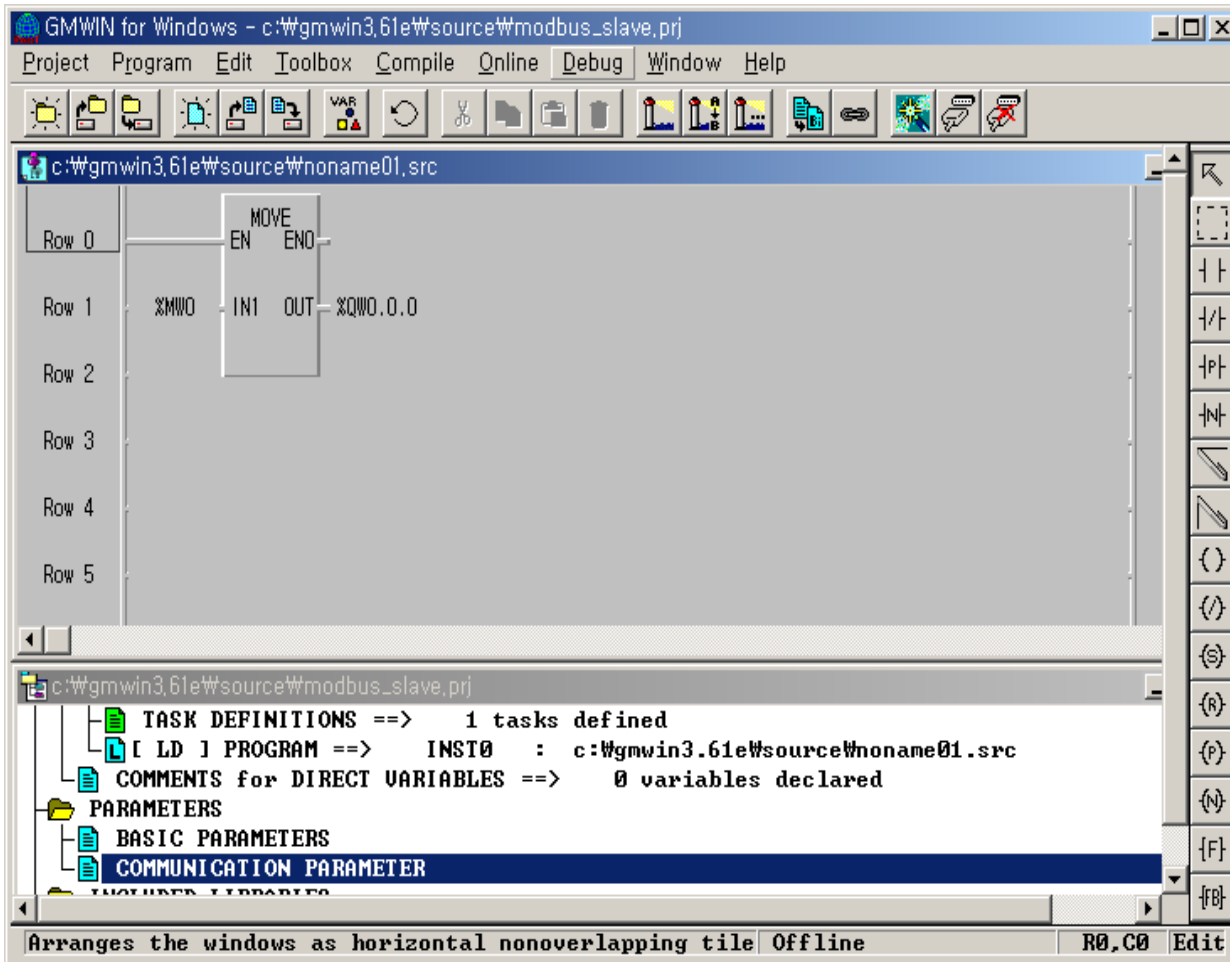 GMWIN for Windows - c:₩gmwin3,61e₩source₩modbus_slave,prj
Project Program Edit Toolbox Compile Online Debug Window Help
VAR
A
B
c:₩gmwin3,61e₩source₩noname01,src
MOVE
Row 0 EN ENO
Row 1 %MW0 IN1 OUT %QW0.0.0
Row 2
Row 3
Row 4
Row 5
P
N
(S)
(R)
(P)
(N)
{F}
{FB}
c:₩gmwin3,61e₩source₩modbus_slave,prj
TASK DEFINITIONS ==> 1 tasks defined
L [ LD ] PROGRAM ==> INST0 : c:₩gmwin3.61e₩source₩noname01.src
COMMENTS for DIRECT VARIABLES ==> 0 variables declared
PARAMETERS
BASIC PARAMETERS
COMMUNICATION PARAMETER
INCLUDED LIBRARIES
Arranges the windows as horizontal nonoverlapping tile Offline R0,C0 Edit